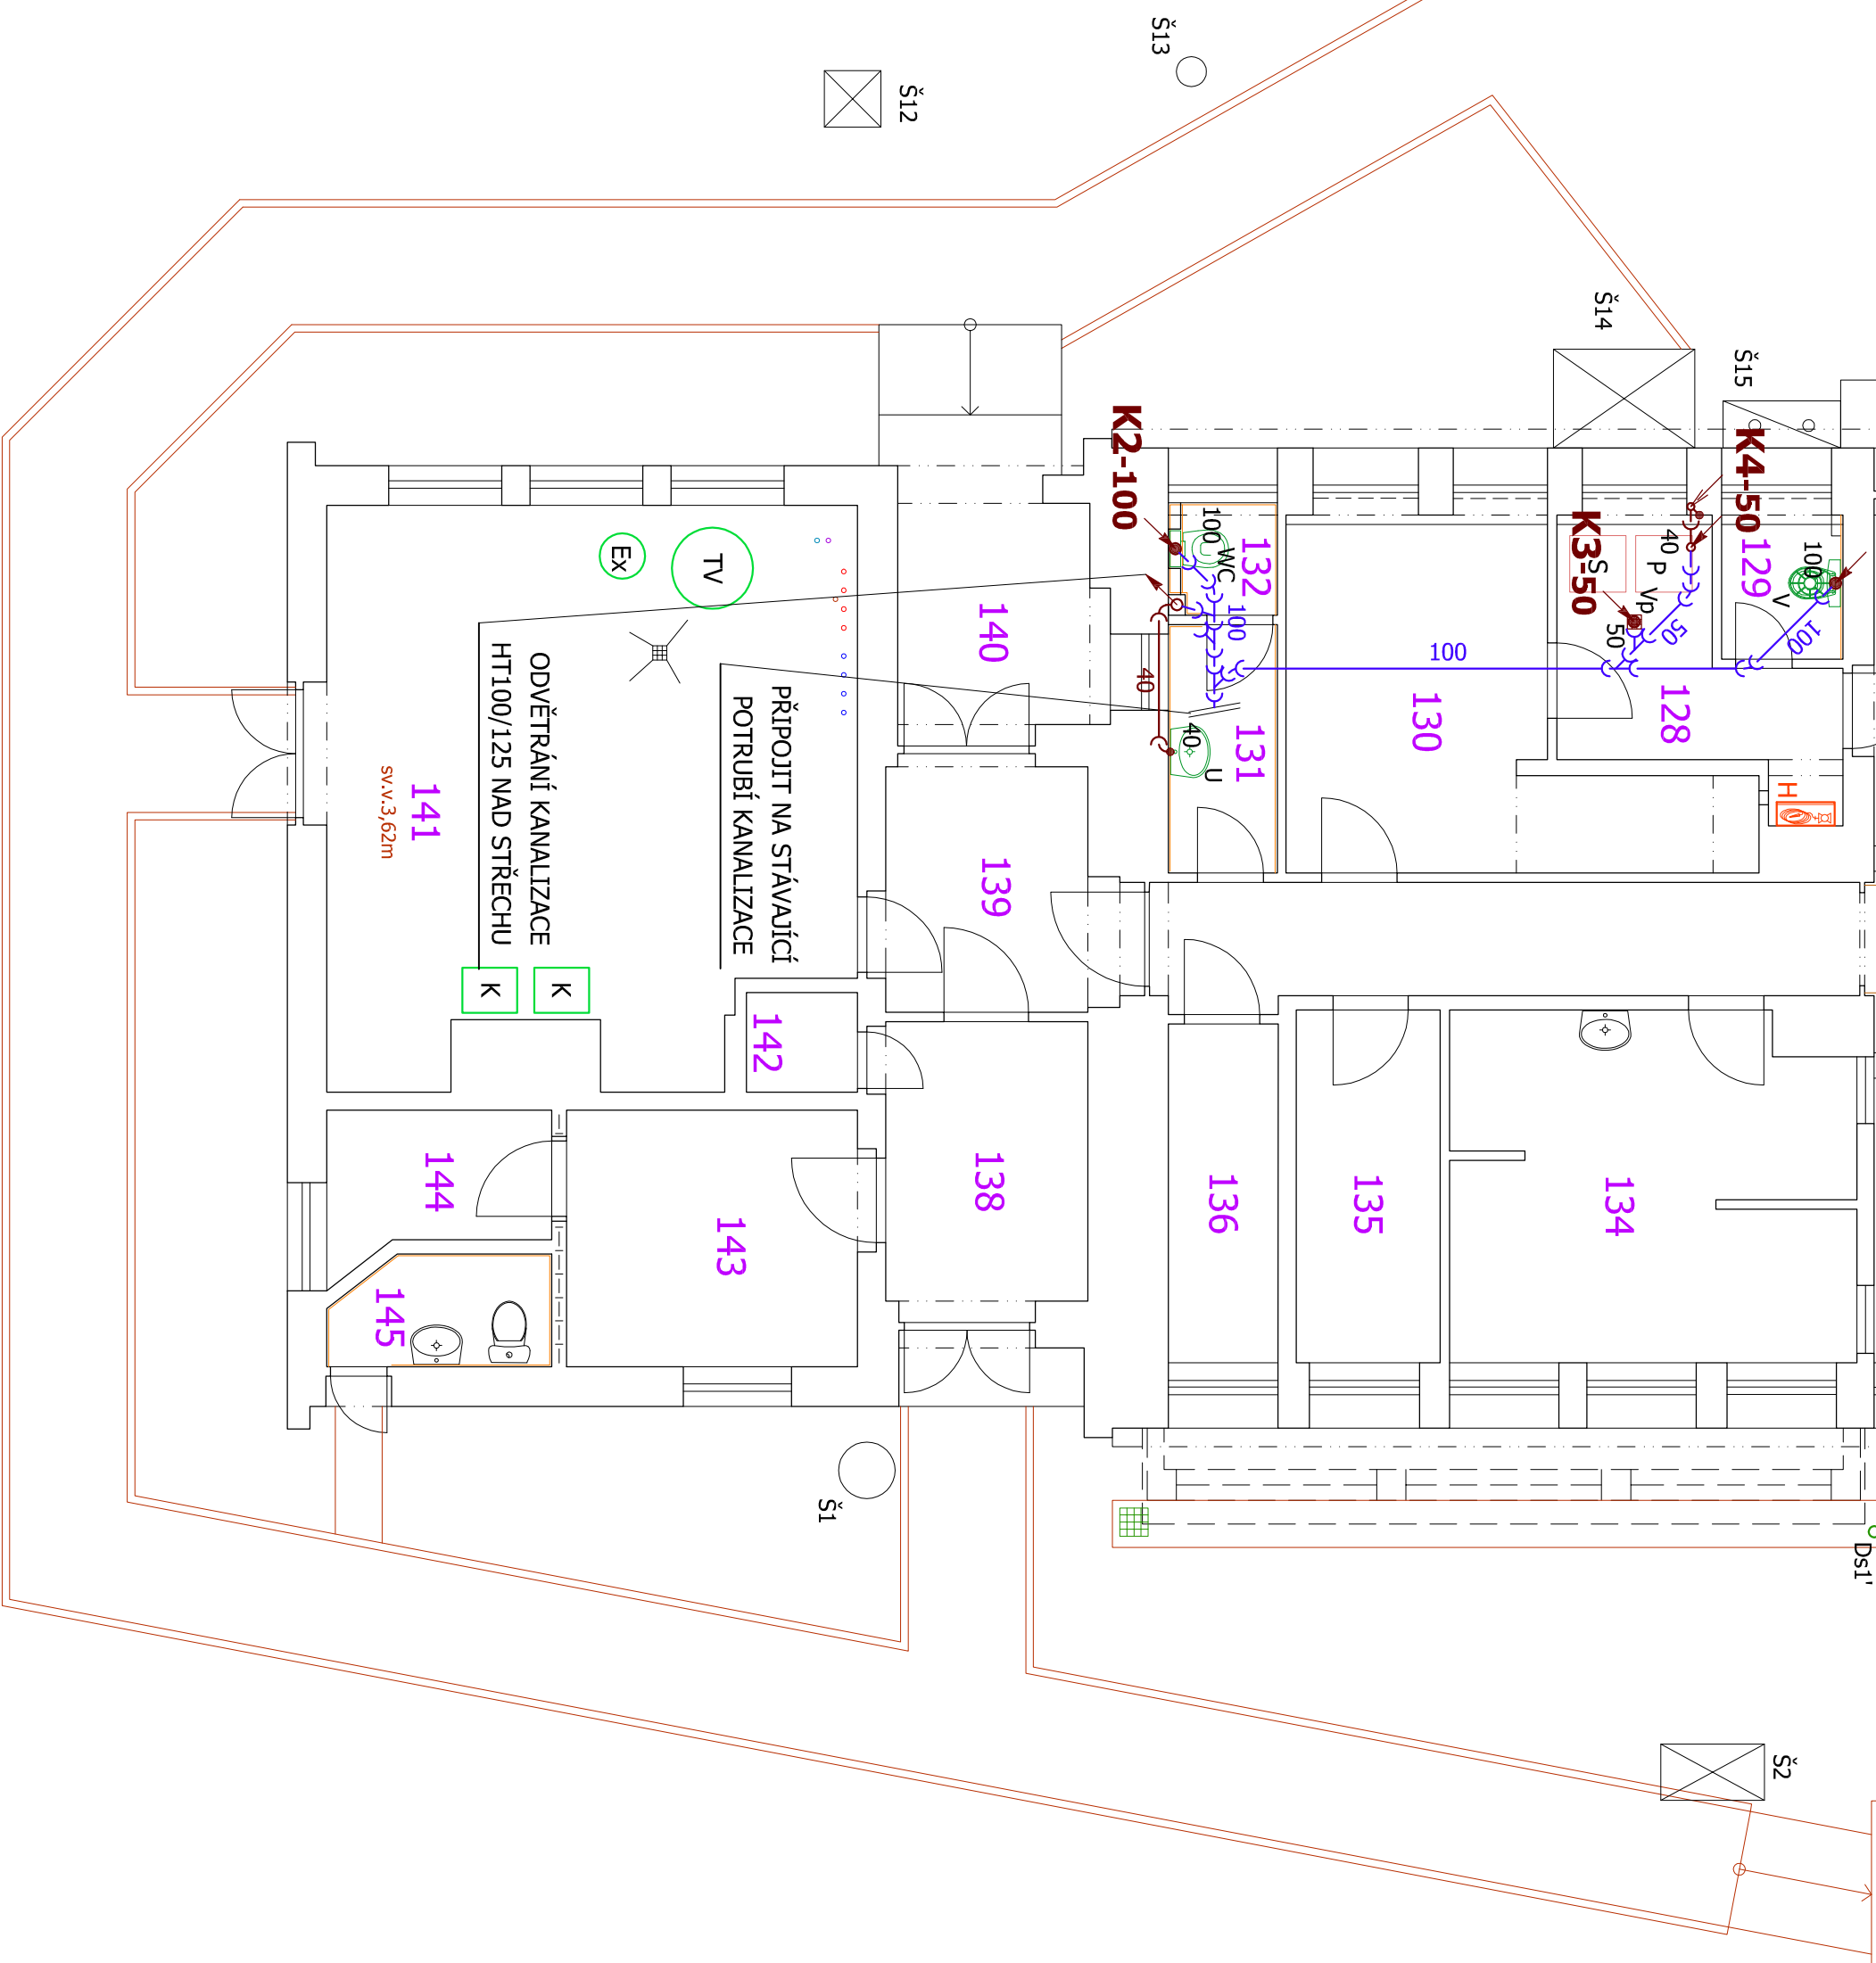 Š13
Š12
Š14
Š15
K2-100
K4-50
K3-50
100
WC
132
100
40
P
S
Vp
50
50
129
100
V
100
Ex
TV
140
40
40
U
131
100
130
128
H
ODVĚTRÁNÍ KANALIZACE
HT100/125 NAD STŘECHU
PŘIPOJIT NA STÁVAJÍCÍ
POTRUBÍ KANALIZACE
141
sv.v.3,62m
139
K
K
142
144
143
138
136
135
134
145
Š1
Ds1'
Š2